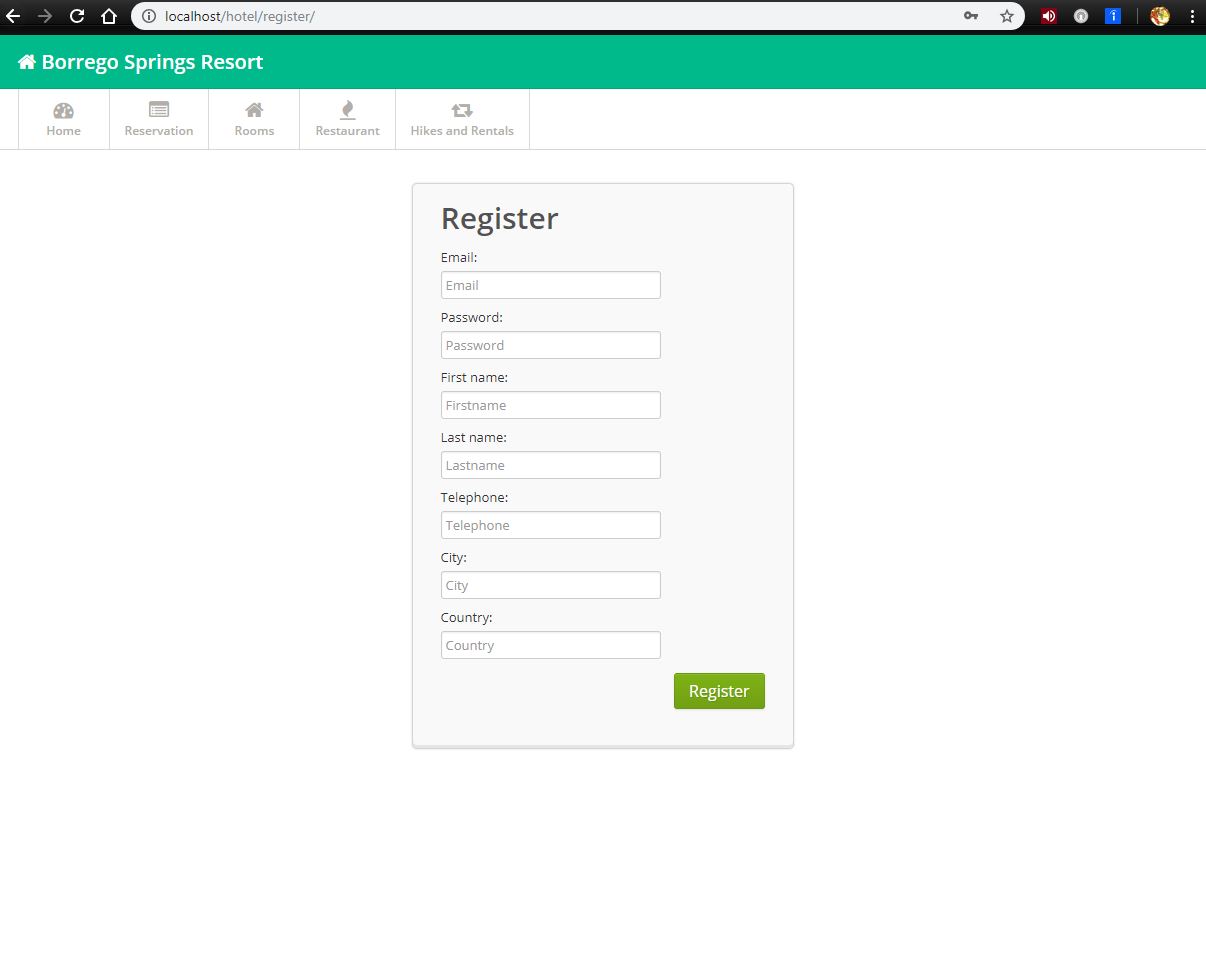 localhost/hotel/register/
Borrego Springs Resort
Home Reservation Rooms Restaurant Hikes and Rentals
Register
Email:
Email
Password:
Password
First name:
Firstname
Last name:
Lastname
Telephone:
Telephone
City:
City
Country:
Country
Register